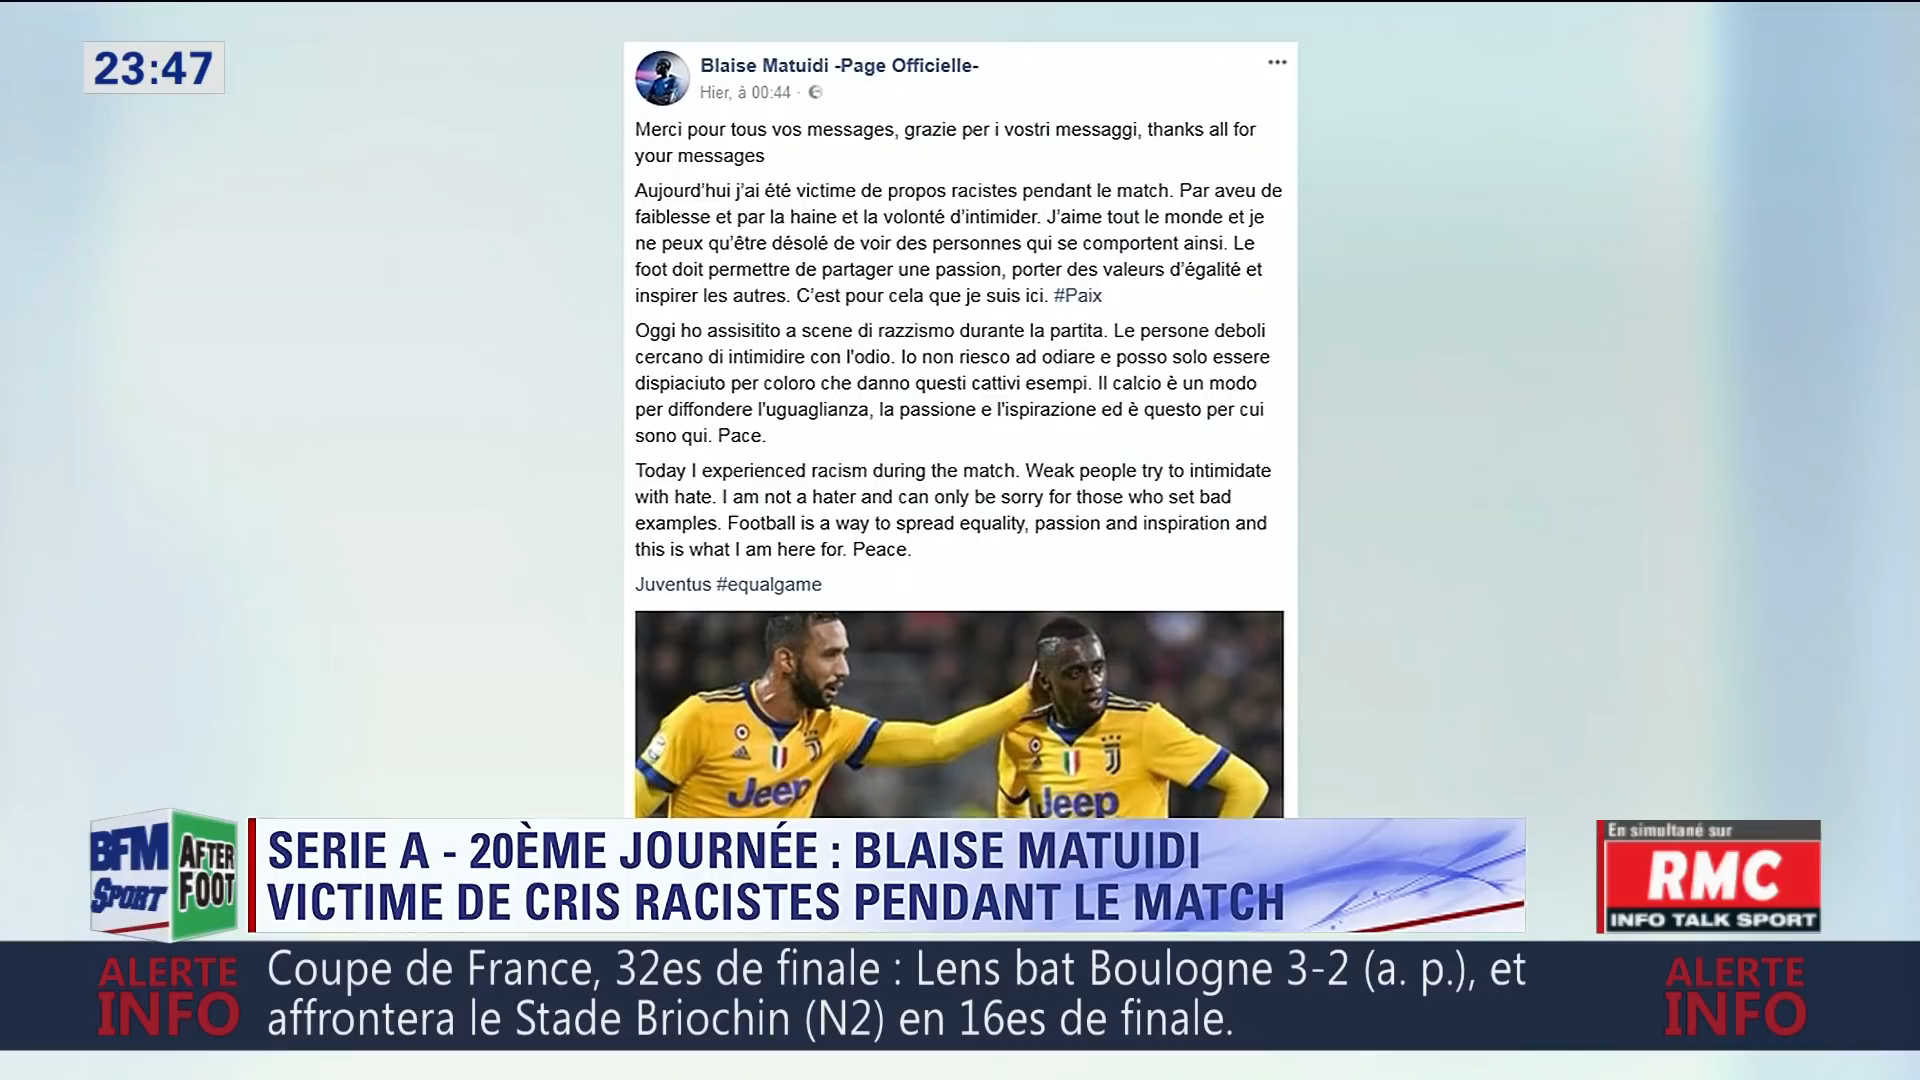 23:47
Blaise Matuidi -Page Officielle-
Hier, à 00:44 ·
Merci pour tous vos messages, grazie per i vostri messaggi, thanks all for
your messages
Aujourd'hui j'ai été victime de propos racistes pendant le match. Par aveu de
faiblesse et par la haine et la volonté d'intimider. J'aime tout le monde et je
ne peux qu'être désolé de voir des personnes qui se comportent ainsi. Le
foot doit permettre de partager une passion, porter des valeurs d'égalité et
inspirer les autres. C'est pour cela que je suis ici. #Paix
Oggi ho assisitito a scene di razzismo durante la partita. Le persone deboli
cercano di intimidire con l'odio. Io non riesco ad odiare e posso solo essere
dispiaciuto per coloro che danno questi cattivi esempi. Il calcio è un modo
per diffondere l'uguaglianza, la passione e l'ispirazione ed è questo per cui
sono qui. Pace.
Today I experienced racism during the match. Weak people try to intimidate
with hate. I am not a hater and can only be sorry for those who set bad
examples. Football is a way to spread equality, passion and inspiration and
this is what I am here for. Peace.
Juventus #equalgame
Jeep
Jeep
BFM
SPORT
AFTER
FOOT
SERIE A - 20ÈME JOURNÉE : BLAISE MATUIDI
VICTIME DE CRIS RACISTES PENDANT LE MATCH
En simultané sur
RMC
INFO TALK SPORT
ALERTE
INFO
Coupe de France, 32es de finale : Lens bat Boulogne 3-2 (a. p.), et
affrontera le Stade Briochin (N2) en 16es de finale.
ALERTE
INFO